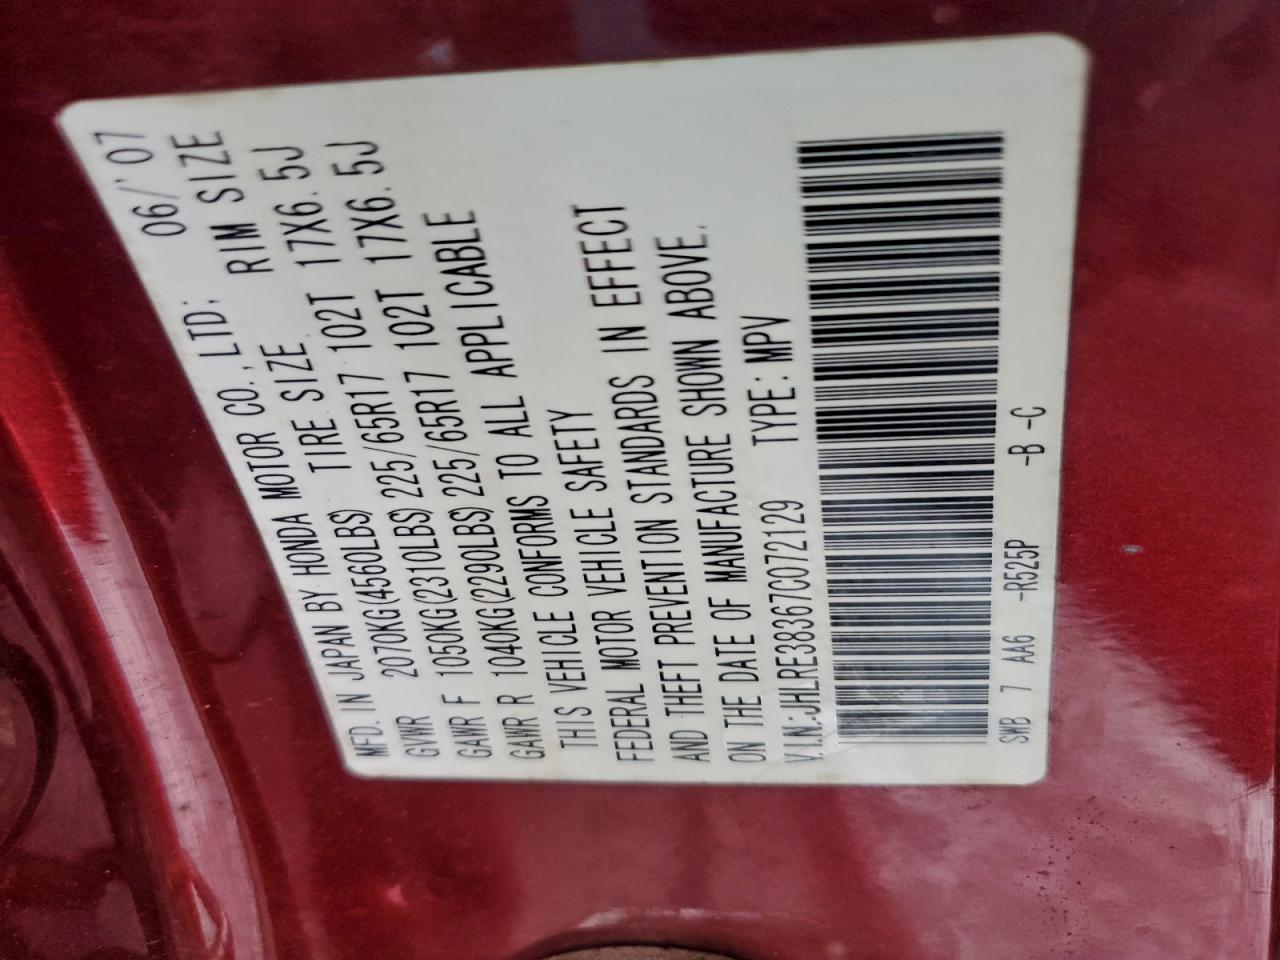 MFD. IN JAPAN BY HONDA MOTOR CO., LTD: 06/'07
GVWR 2070KG(4560LBS) TIRE SIZE RIM SIZE
GAWR F 1050KG(2310LBS) 225/65R17 102T 17X6.5J
GAWR R 1040KG(2290LBS) 225/65R17 102T 17X6.5J
THIS VEHICLE CONFORMS TO ALL APPLICABLE
FEDERAL MOTOR VEHICLE SAFETY
AND THEFT PREVENTION STANDARDS IN EFFECT
ON THE DATE OF MANUFACTURE SHOWN ABOVE.
V.I.N:JHLRE38367C072129 TYPE: MPV
SWB 7 AA6 -R525P -B -C